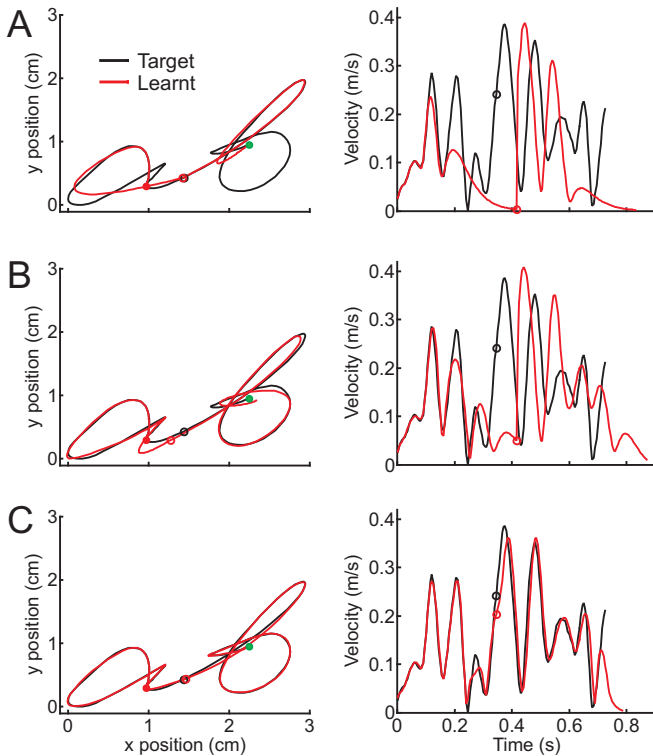 A
3
2
1
0
y position (cm)
Target
Learnt
0.4
0.3
0.2
0.1
0
Velocity (m/s)
B
3
2
1
0
y position (cm)
0.4
0.3
0.2
0.1
0
Velocity (m/s)
C
3
2
1
0
y position (cm)
0 1 2 3
x position (cm)
0.4
0.3
0.2
0.1
0
Velocity (m/s)
0 0.2 0.4 0.6 0.8
Time (s)